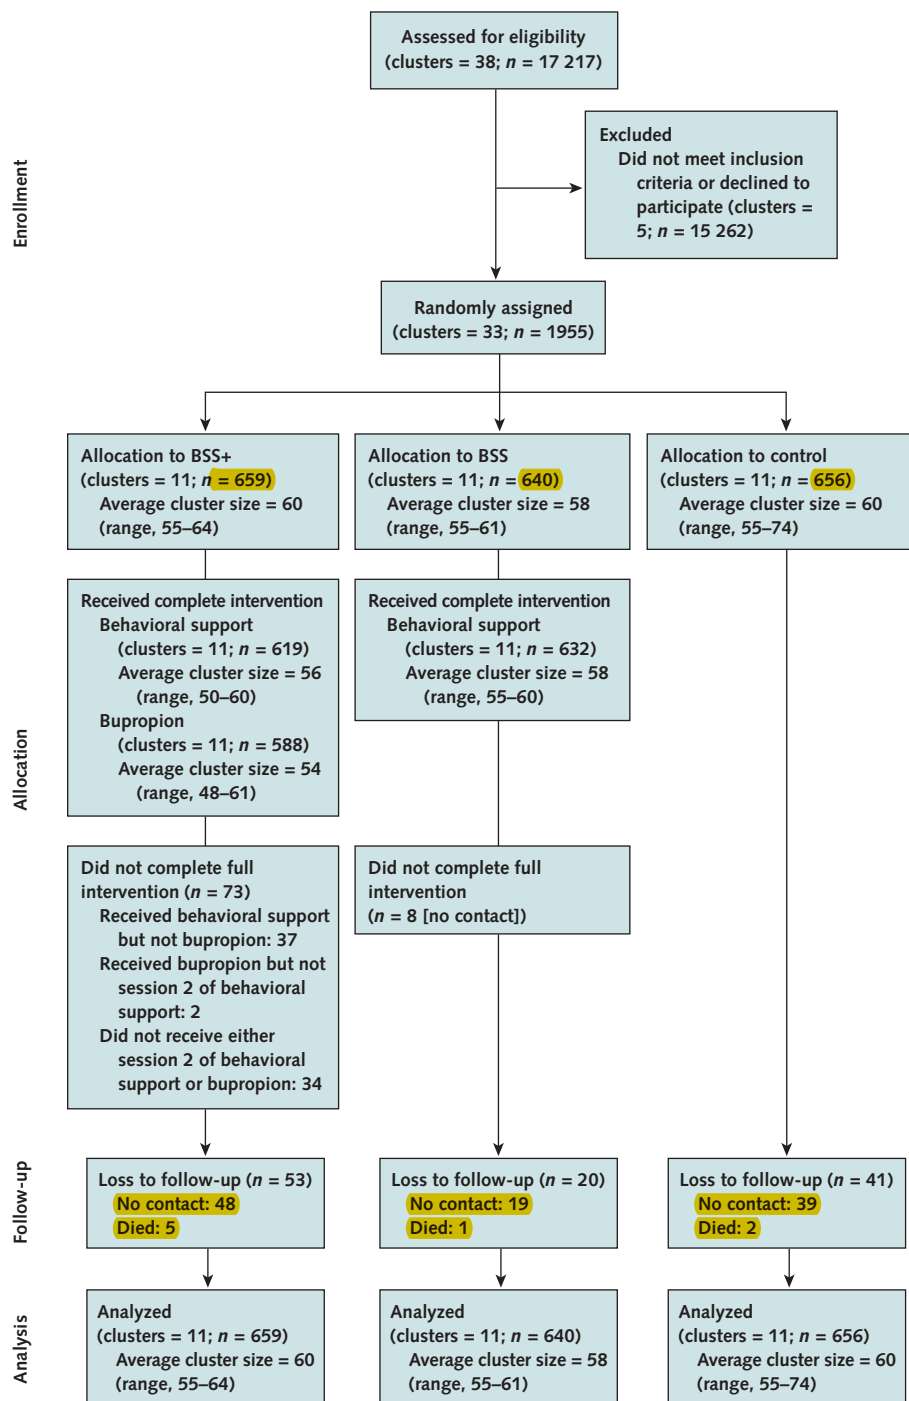 Enrollment
Assessed for eligibility
(clusters = 38; n = 17 217)
Excluded
Did not meet inclusion
criteria or declined to
participate (clusters =
5; n = 15 262)
Randomly assigned
(clusters = 33; n = 1955)
Allocation
Allocation to BSS+
(clusters = 11; n = 659)
Average cluster size = 60
(range, 55–64)
Allocation to BSS
(clusters = 11; n = 640)
Average cluster size = 58
(range, 55–61)
Allocation to control
(clusters = 11; n = 656)
Average cluster size = 60
(range, 55–74)
Received complete intervention
Behavioral support
(clusters = 11; n = 619)
Average cluster size = 56
(range, 50–60)
Bupropion
(clusters = 11; n = 588)
Average cluster size = 54
(range, 48–61)
Received complete intervention
Behavioral support
(clusters = 11; n = 632)
Average cluster size = 58
(range, 55–60)
Did not complete full
intervention (n = 73)
Received behavioral support
but not bupropion: 37
Received bupropion but not
session 2 of behavioral
support: 2
Did not receive either
session 2 of behavioral
support or bupropion: 34
Did not complete full
intervention
(n = 8 [no contact])
Follow-up
Loss to follow-up (n = 53)
No contact: 48
Died: 5
Loss to follow-up (n = 20)
No contact: 19
Died: 1
Loss to follow-up (n = 41)
No contact: 39
Died: 2
Analysis
Analyzed
(clusters = 11; n = 659)
Average cluster size = 60
(range, 55–64)
Analyzed
(clusters = 11; n = 640)
Average cluster size = 58
(range, 55–61)
Analyzed
(clusters = 11; n = 656)
Average cluster size = 60
(range, 55–74)